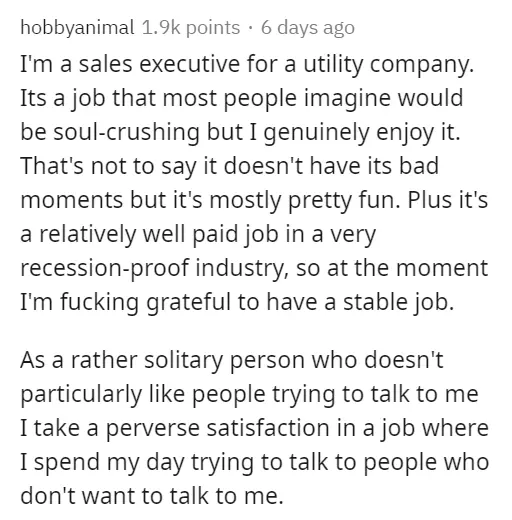 hobbyanimal 1.9k points · 6 days ago
I'm a sales executive for a utility company.
Its a job that most people imagine would
be soul-crushing but I genuinely enjoy it.
That's not to say it doesn't have its bad
moments but it's mostly pretty fun. Plus it's
a relatively well paid job in a very
recession-proof industry, so at the moment
I'm fucking grateful to have a stable job.
As a rather solitary person who doesn't
particularly like people trying to talk to me
I take a perverse satisfaction in a job where
I spend my day trying to talk to people who
don't want to talk to me.